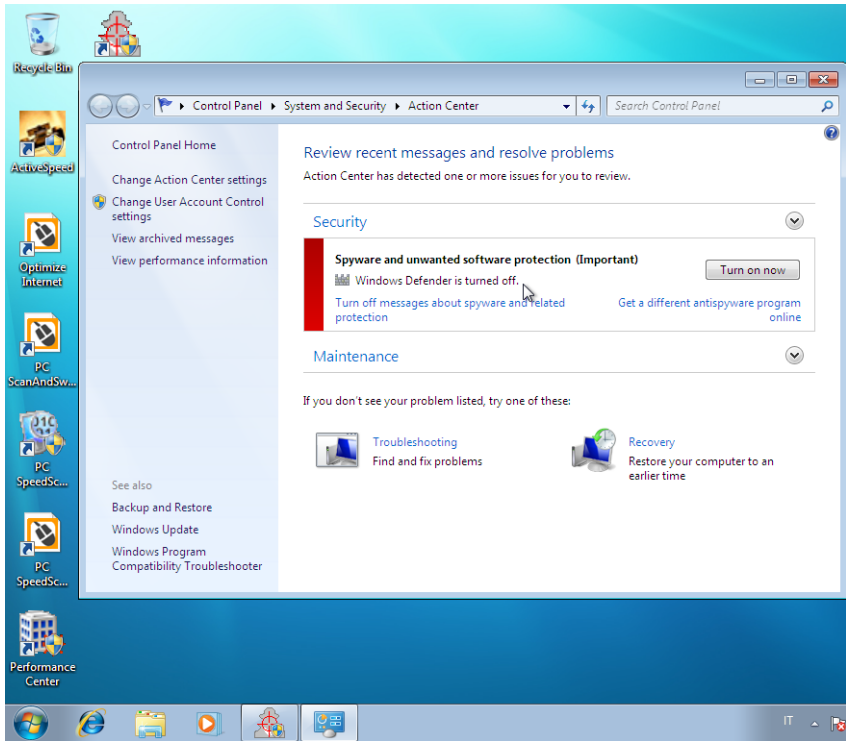 Recycle Bin
ActiveSpeed
Optimize
Internet
PC
ScanAndSw...
PC
SpeedSc...
PC
SpeedSc...
Performance
Center
Control Panel
System and Security
Action Center
Search Control Panel
Control Panel Home
Change Action Center settings
Change User Account Control
settings
View archived messages
View performance information
See also
Backup and Restore
Windows Update
Windows Program
Compatibility Troubleshooter
Review recent messages and resolve problems
Action Center has detected one or more issues for you to review.
Security
Spyware and unwanted software protection (Important)
Windows Defender is turned off.
Turn on now
Turn off messages about spyware and related
protection
Get a different antispyware program
online
Maintenance
If you don't see your problem listed, try one of these:
Troubleshooting
Find and fix problems
Recovery
Restore your computer to an
earlier time
IT